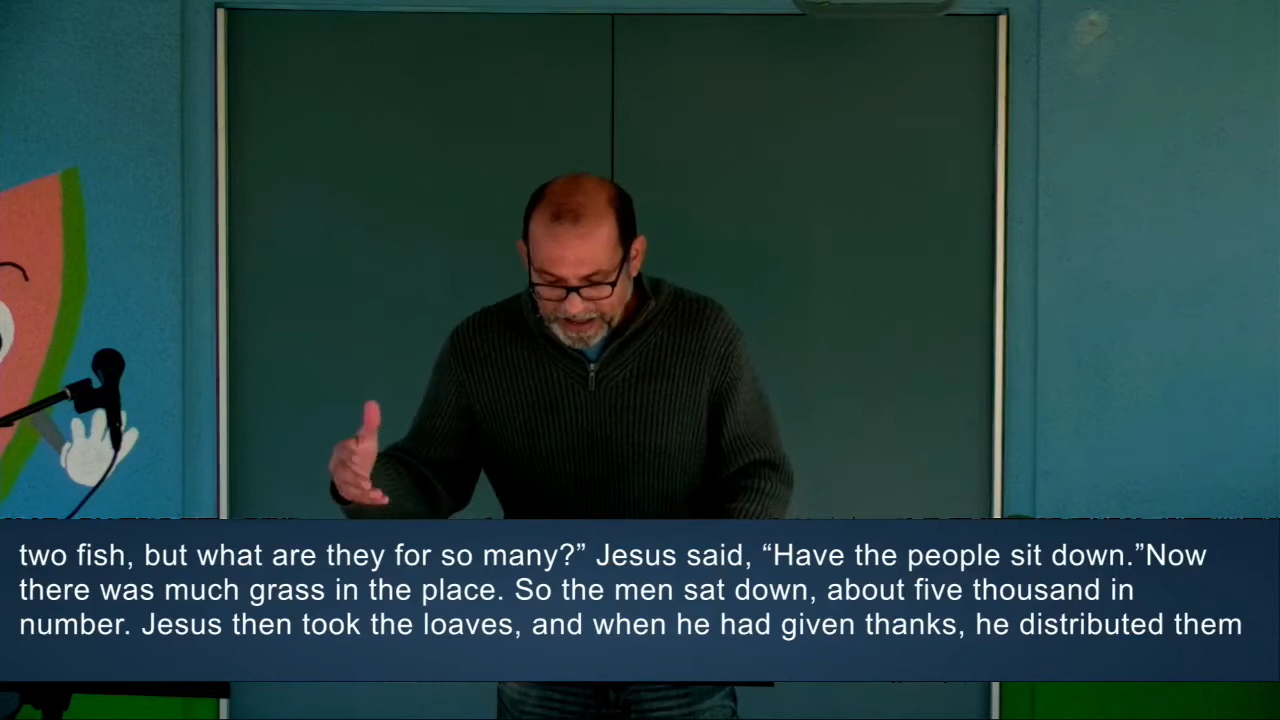 two fish, but what are they for so many?” Jesus said, “Have the people sit down.”Now
there was much grass in the place. So the men sat down, about five thousand in
number. Jesus then took the loaves, and when he had given thanks, he distributed them